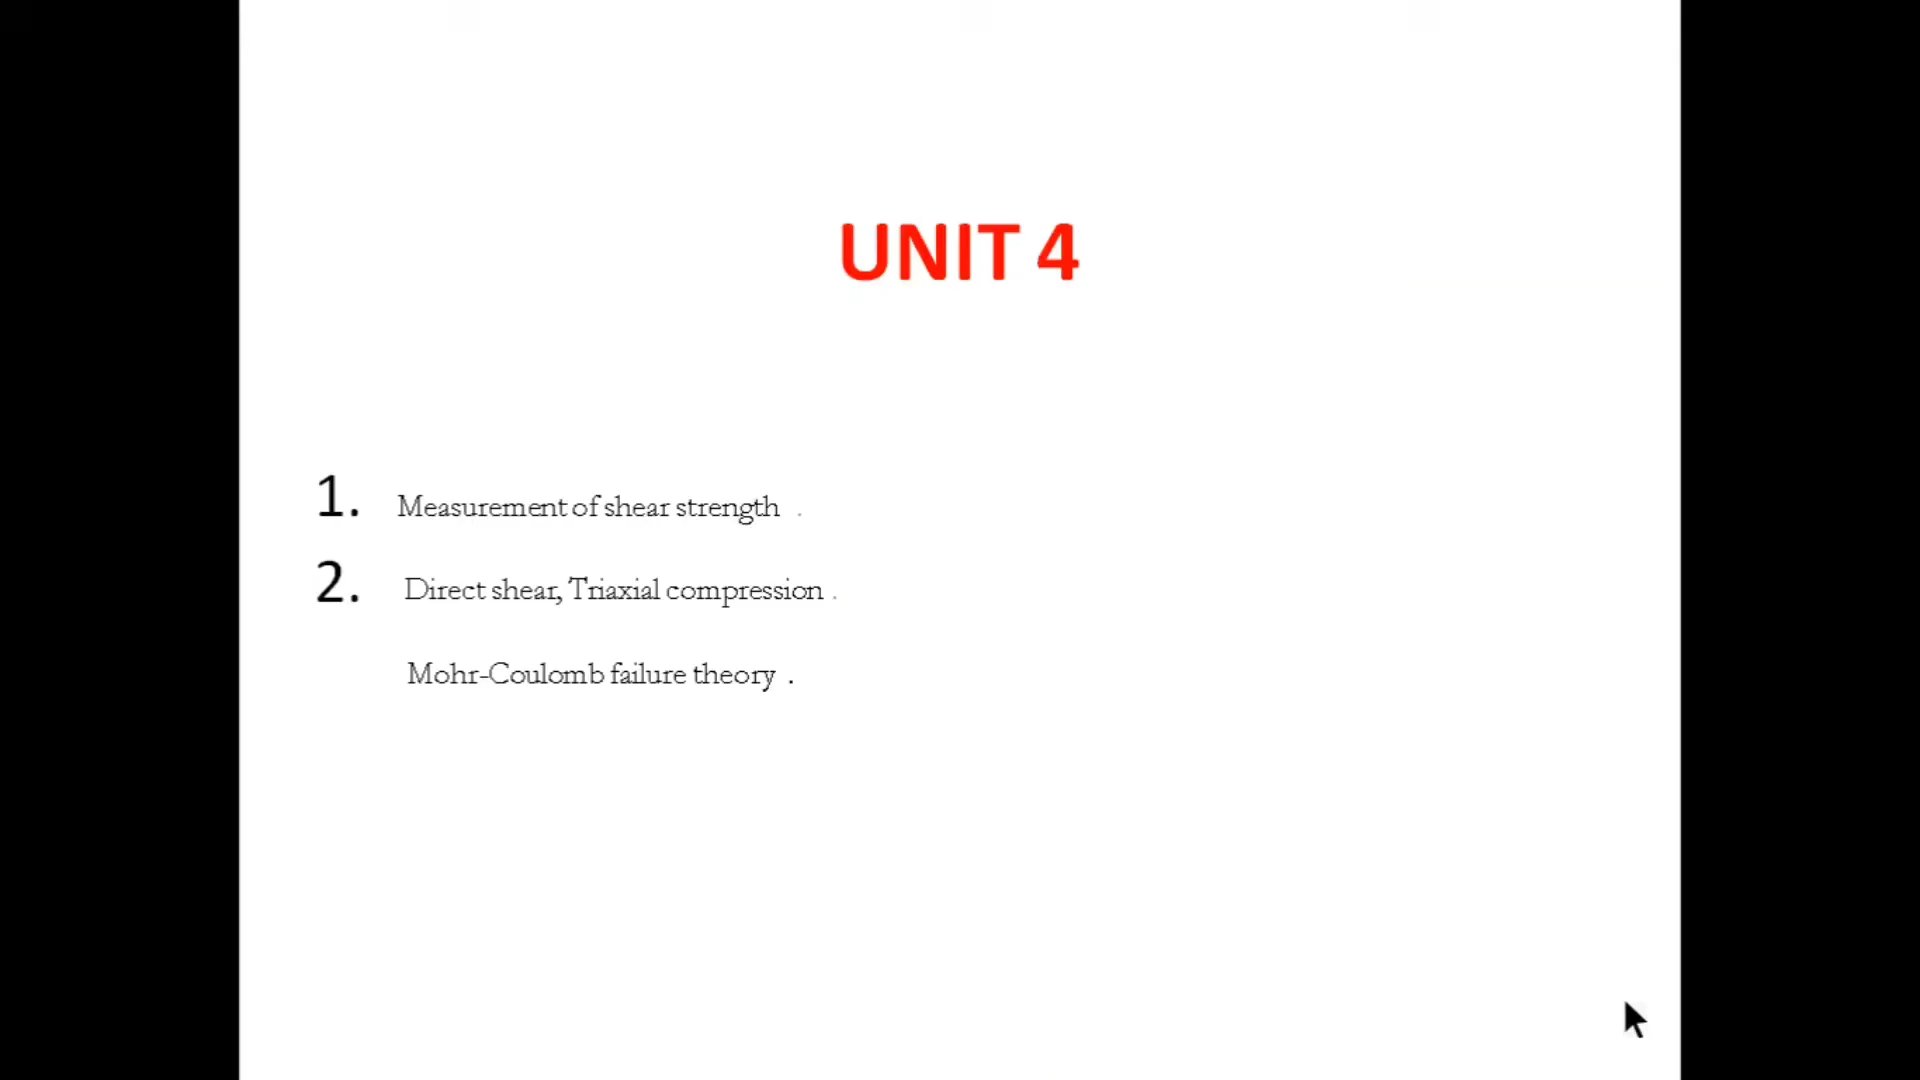 UNIT 4
1. Measurement of shear strength .
2. Direct shear, Triaxial compression .
Mohr-Coulomb failure theory .